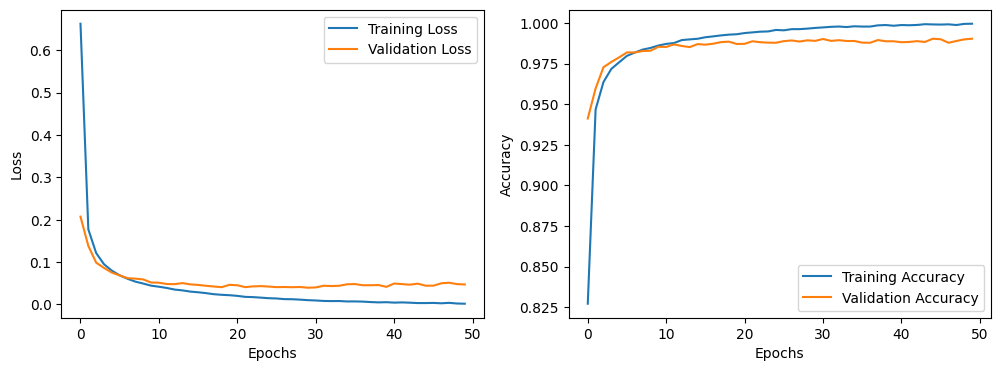 Training Loss
Validation Loss
0.6
0.5
0.4
0.3
0.2
0.1
0.0
Loss
0 10 20 30 40 50
Epochs
1.000
0.975
0.950
0.925
0.900
0.875
0.850
0.825
Accuracy
Training Accuracy
Validation Accuracy
0 10 20 30 40 50
Epochs